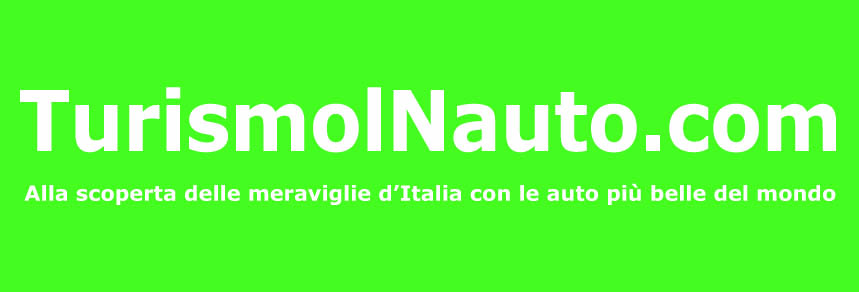 TurismoINauto.com
Alla scoperta delle meraviglie d’Italia con le auto più belle del mondo